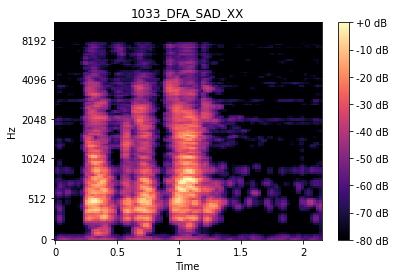 1033_DFA_SAD_XX
Hz
8192
4096
2048
1024
512
0
0
0.5
1
1.5
2
Time
+0 dB
-10 dB
-20 dB
-30 dB
-40 dB
-50 dB
-60 dB
-70 dB
-80 dB